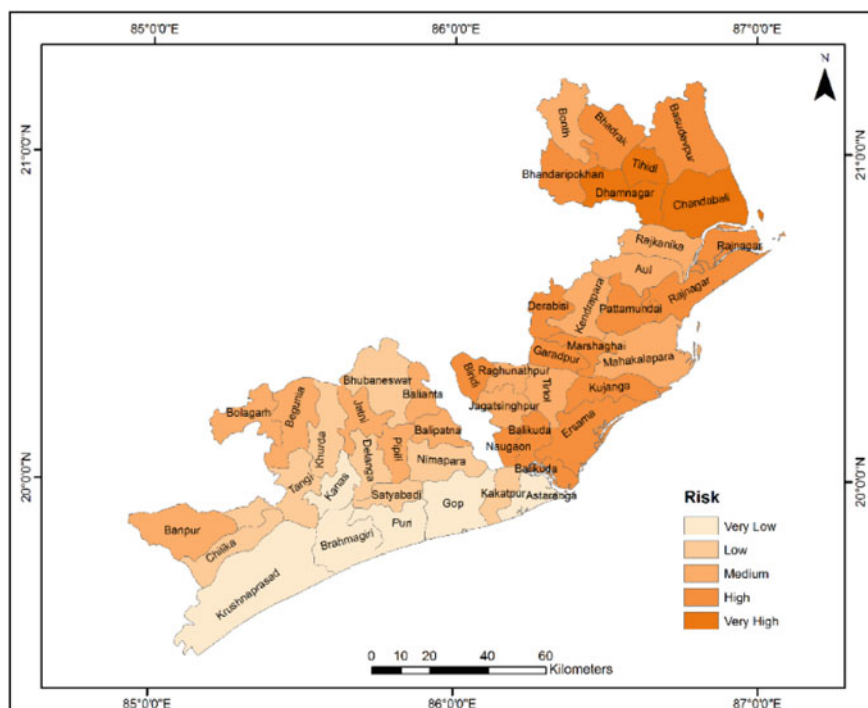 85°0'0"E 86°0'0"E 87°0'0"E
N
21°0'0"N
21°0'0"N
20°0'0"N
20°0'0"N
Bonth
Bhadrak
Basudevpur
Tihidi
Bhandaripokhari
Dhamnagar
Chandabali
Rajkanika
Rajnagar
Aul
Rajnagar
Derabisi
Kendrapara
Pattamundai
Marshaghai
Garadpur
Mahakalapara
Biridi
Raghunathpur
Tirtol
Kujanga
Jagatsinghpur
Ersama
Balikuda
Naugaon
Balikuda
Bhubaneswar
Balianta
Bolagarh
Begunia
Jatni
Khurda
Balipatna
Delanga
Pipili
Nimapara
Tangi
Kanas
Satyabadi
Gop
Kakatpur
Astaranga
Puri
Banpur
Chilika
Brahmagiri
Krushnaprasad
Risk
Very Low
Low
Medium
High
Very High
0 10 20 40 60
Kilometers
85°0'0"E 86°0'0"E 87°0'0"E